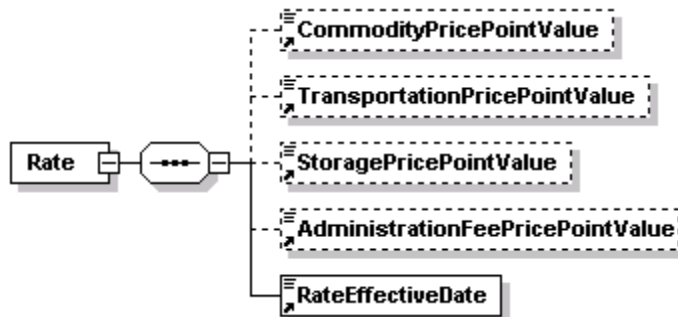 CommodityPricePointValue
TransportationPricePointValue
Rate
StoragePricePointValue
AdministrationFeePricePointValue
RateEffectiveDate